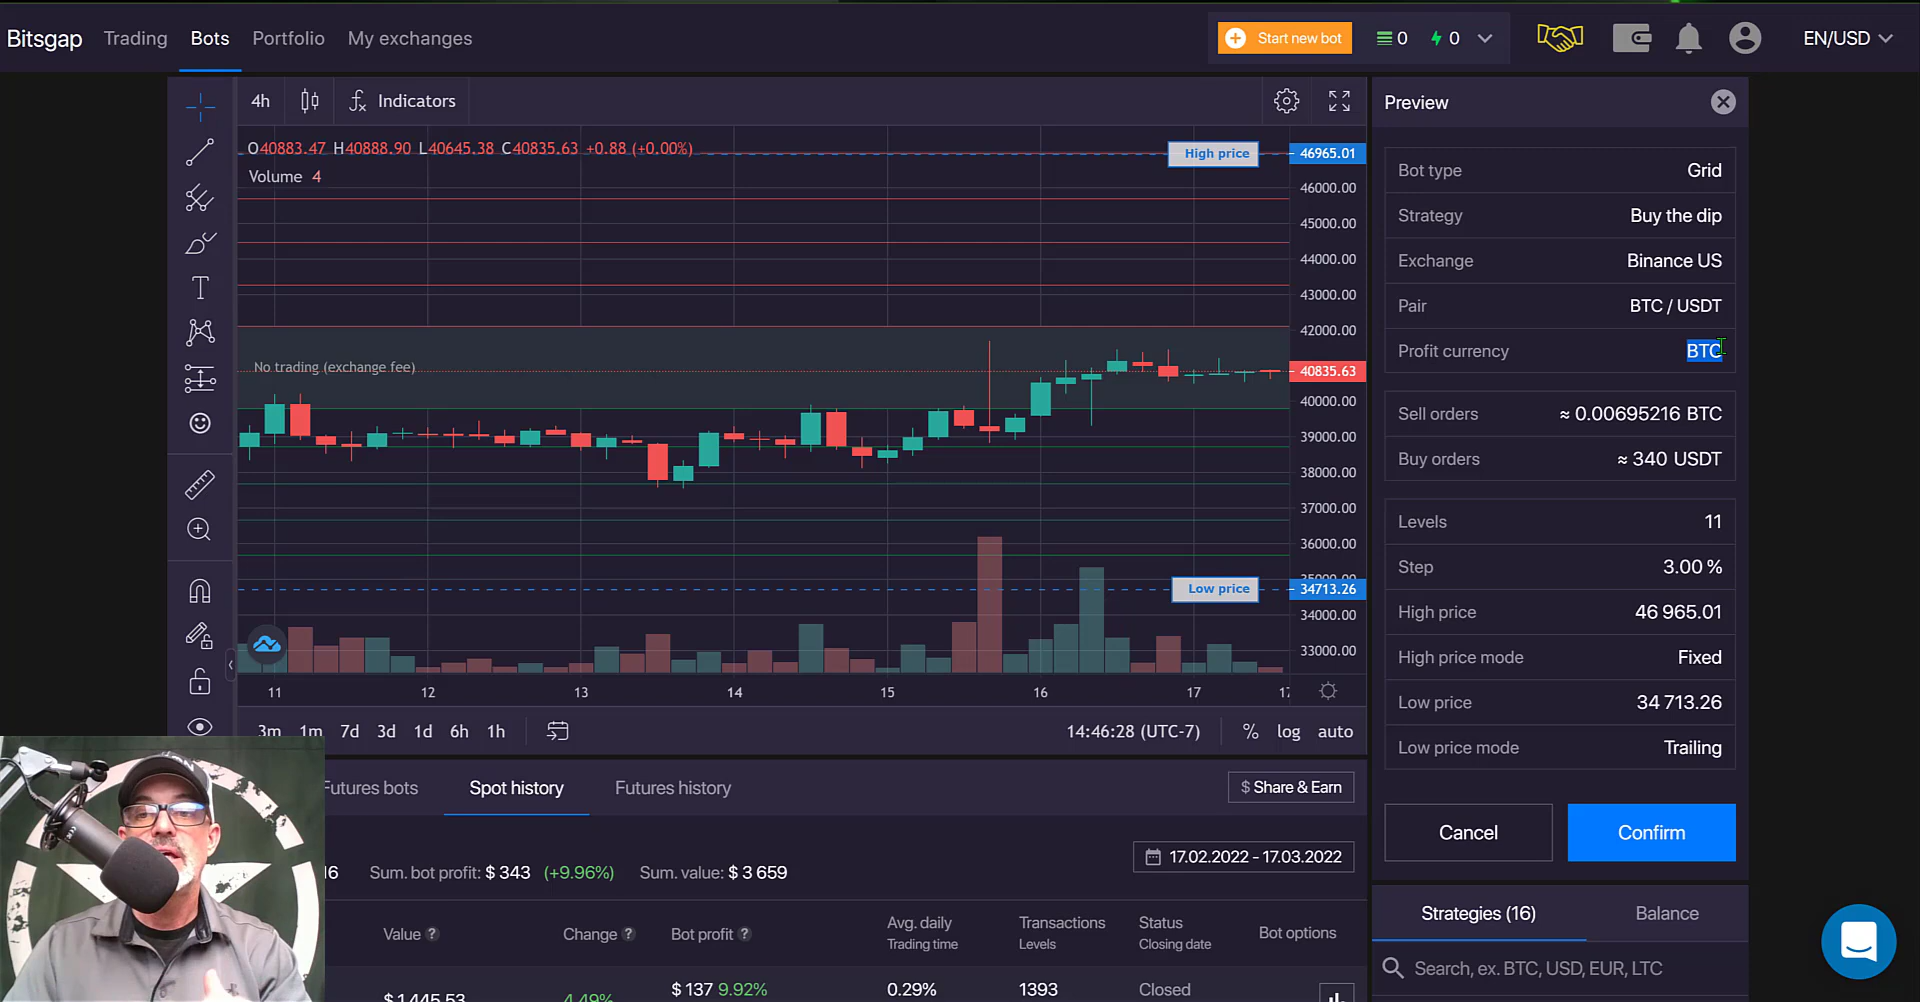 Bitsgap Trading Bots Portfolio My exchanges Start new bot 0 0 EN/USD
4h Indicators
Preview
O40883.47 H40888.90 L40645.38 C40835.63 +0.88 (+0.00%)
Volume 4
High price 46965.01
46000.00
45000.00
44000.00
43000.00
42000.00
No trading (exchange fee)
40835.63
40000.00
39000.00
38000.00
37000.00
36000.00
35000.00
Low price 34713.26
34000.00
33000.00
11 12 13 14 15 16 17
3m 1m 7d 3d 1d 6h 1h 14:46:28 (UTC-7) % log auto
Bot type Grid
Strategy Buy the dip
Exchange Binance US
Pair BTC / USDT
Profit currency BTC
Sell orders ≈ 0.00695216 BTC
Buy orders ≈ 340 USDT
Levels 11
Step 3.00 %
High price 46 965.01
High price mode Fixed
Low price 34 713.26
Low price mode Trailing
Cancel Confirm
Futures bots Spot history Futures history $ Share & Earn
16 Sum. bot profit: $ 343 (+9.96%) Sum. value: $ 3 659 17.02.2022 - 17.03.2022
Value ? Change ? Bot profit ? Avg. daily Transactions Status Bot options
Trading time Levels Closing date
$ 1 445.53 4.49% $ 137 9.92% 0.29% 1393 Closed
Strategies (16) Balance
Search, ex. BTC, USD, EUR, LTC